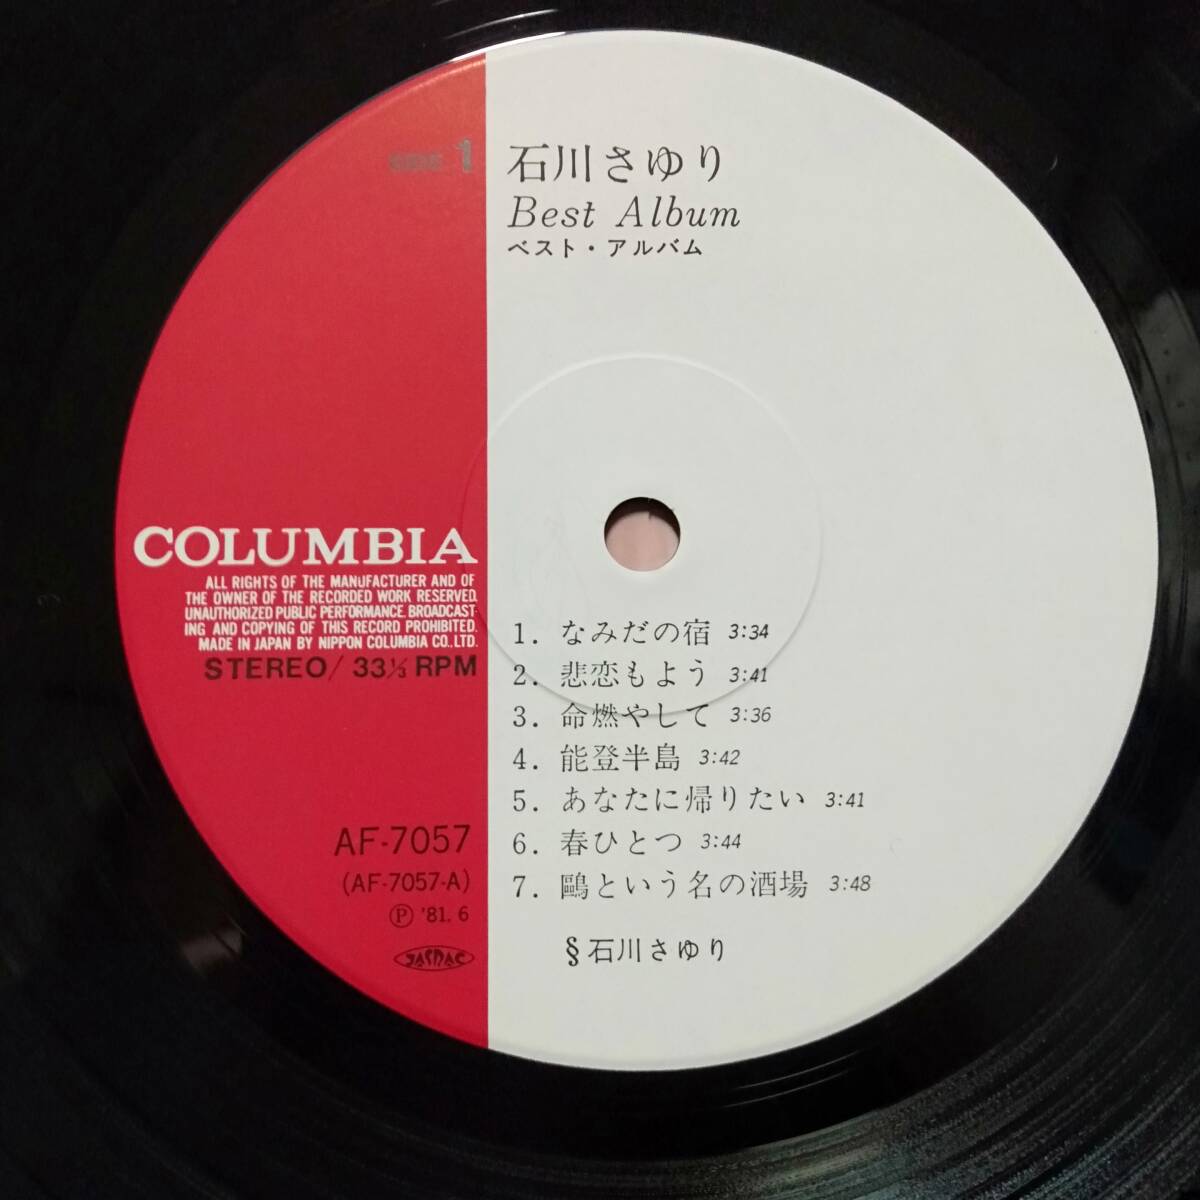 SIDE 1
石川さゆり
Best Album
ベスト・アルバム
COLUMBIA
ALL RIGHTS OF THE MANUFACTURER AND OF
THE OWNER OF THE RECORDED WORK RESERVED.
UNAUTHORIZED PUBLIC PERFORMANCE. BROADCAST-
ING AND COPYING OF THIS RECORD PROHIBITED.
MADE IN JAPAN BY NIPPON COLUMBIA CO., LTD.
STEREO/ 33⅓ RPM
AF-7057
(AF-7057-A)
Ⓟ '81. 6
JASRAC
1. なみだの宿 3:34
2. 悲恋もよう 3:41
3. 命燃やして 3:36
4. 能登半島 3:42
5. あなたに帰りたい 3:41
6. 春ひとつ 3:44
7. 鷗という名の酒場 3:48
§石川さゆり